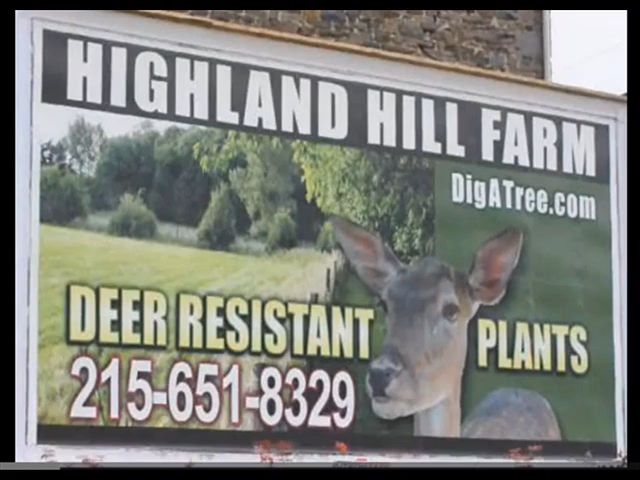 HIGHLAND HILL FARM
DigATree.com
DEER RESISTANT PLANTS
215-651-8329